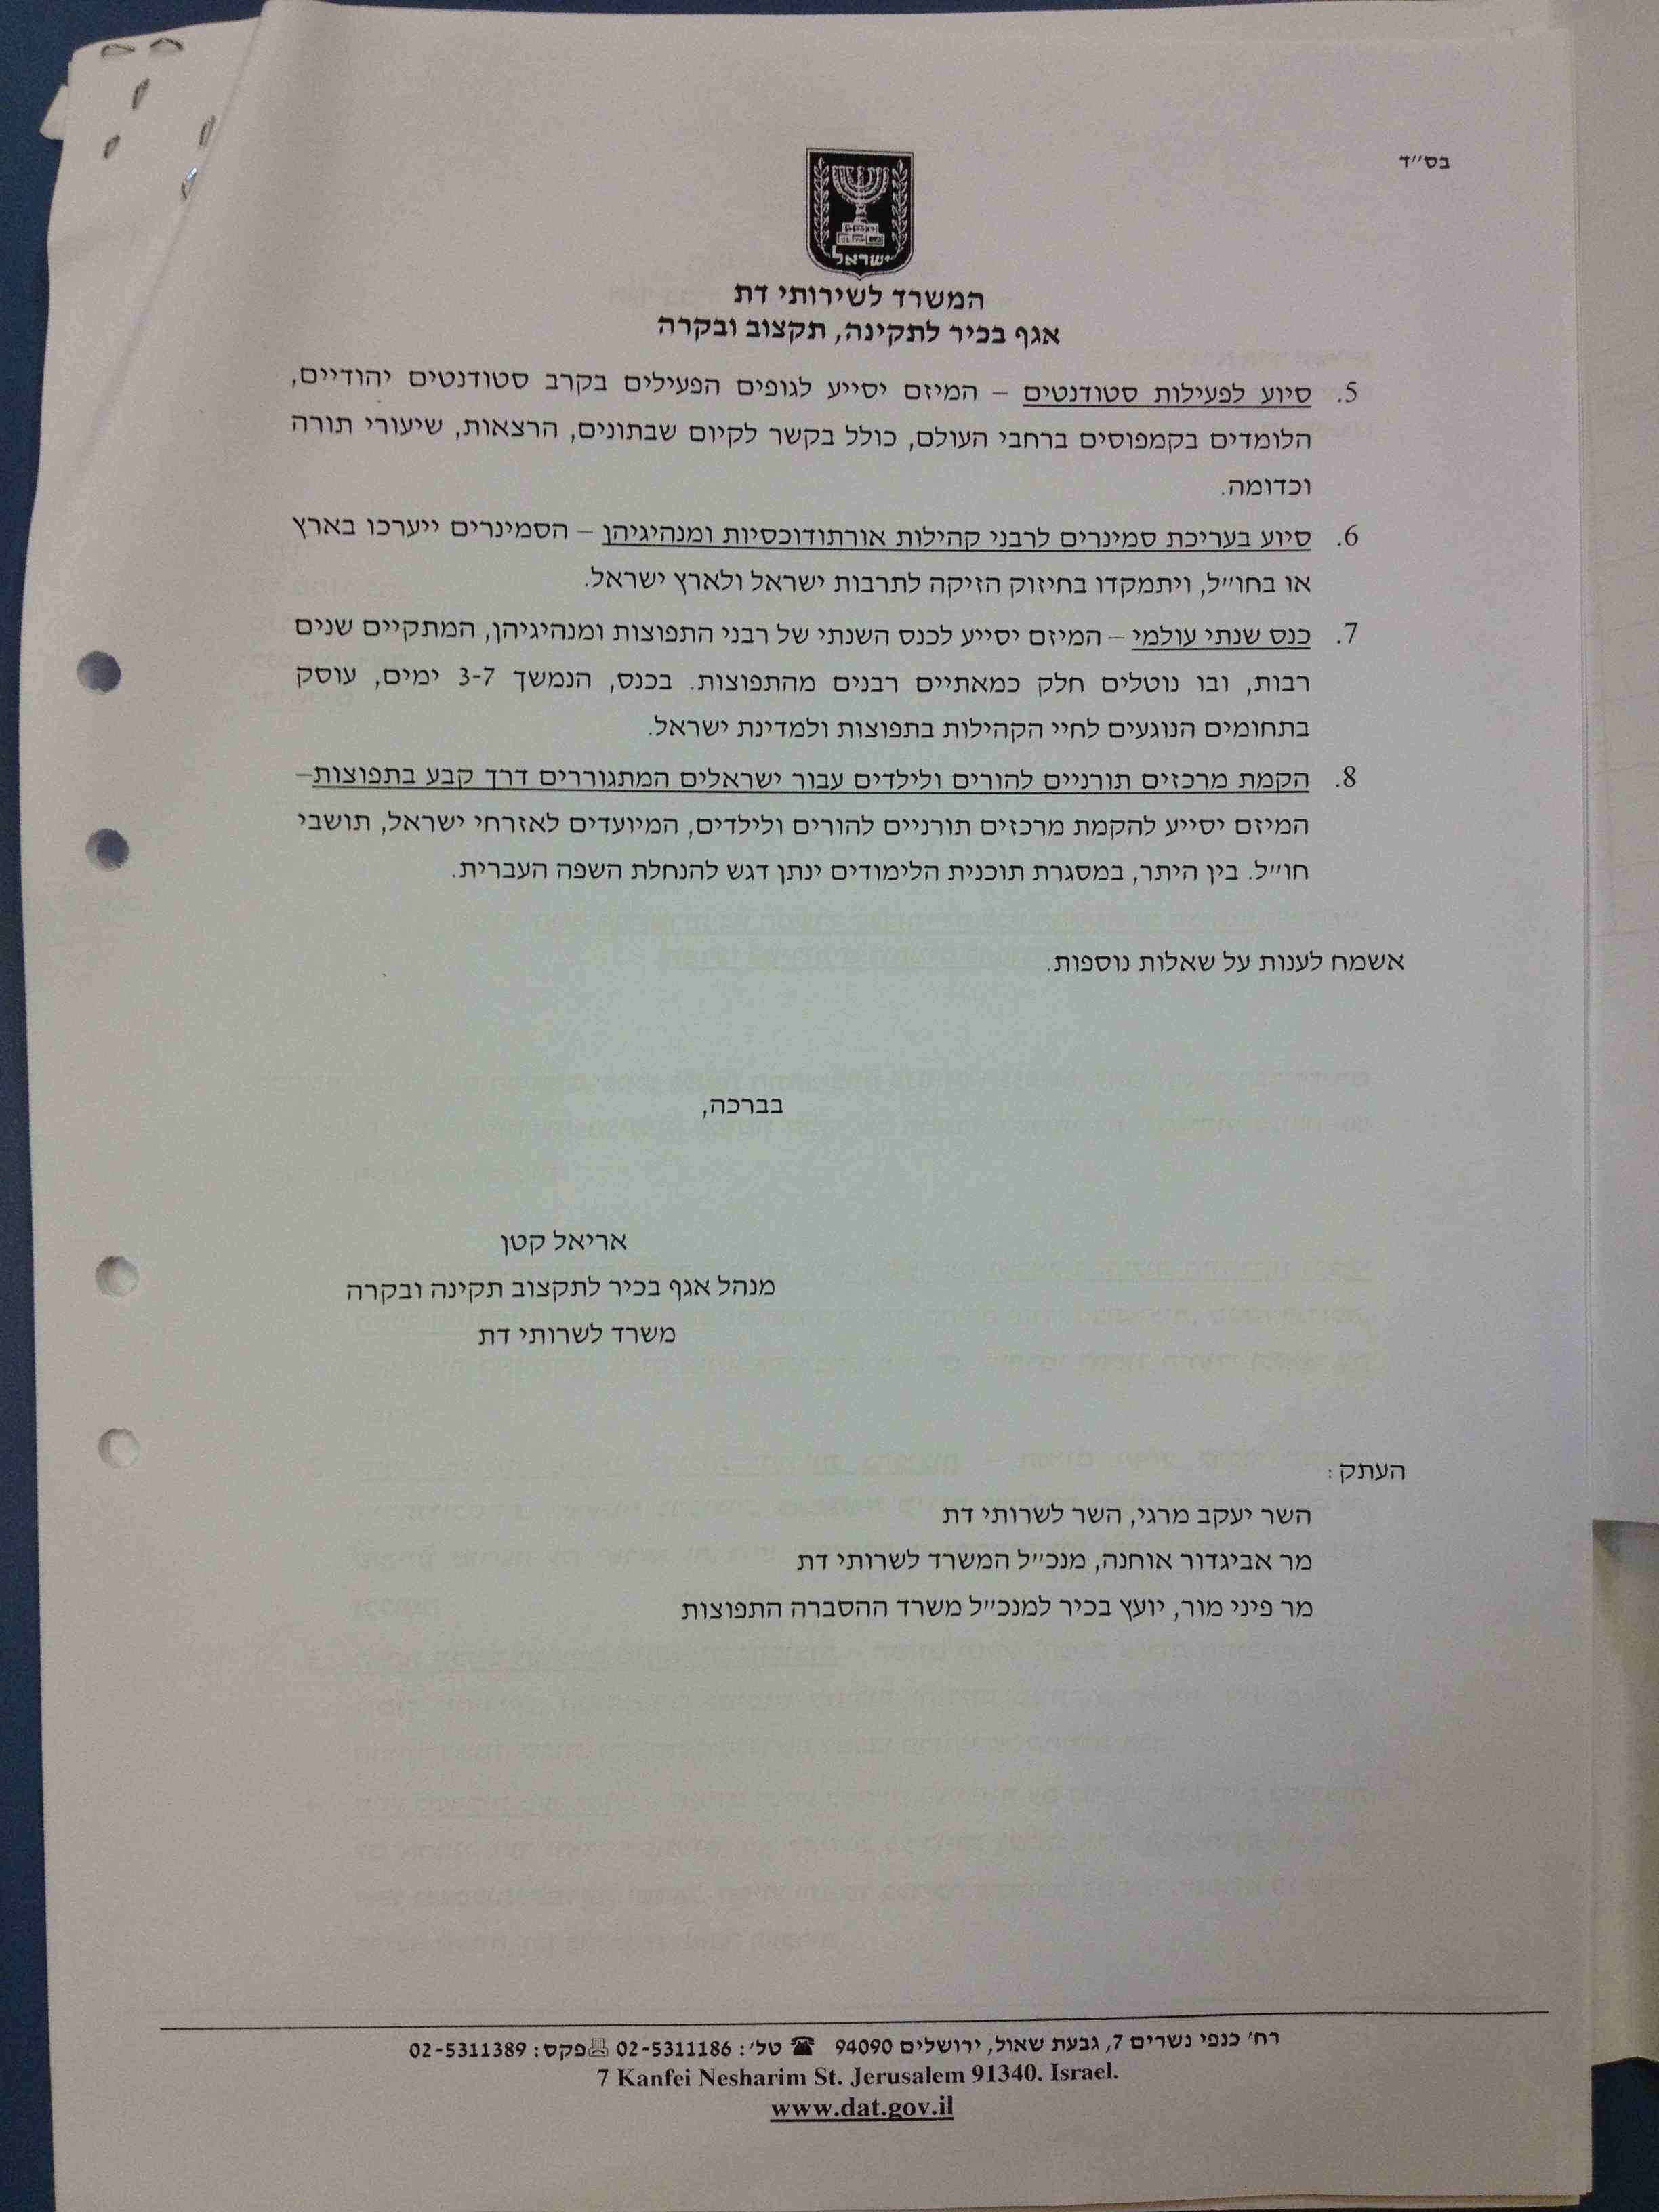 בס״ד
ישראל
המשרד לשירותי דת
אגף בכיר לתקינה, תקצוב ובקרה
5. סיוע לפעילות סטודנטים – המיזם יסייע לגופים הפעילים בקרב סטודנטים יהודיים,
הלומדים בקמפוסים ברחבי העולם, כולל בקשר לקיום שבתונים, הרצאות, שיעורי תורה
וכדומה.
6. סיוע בעריכת סמינרים לרבני קהילות אורתודוכסיות ומנהיגיהן – הסמינרים ייערכו בארץ
או בחו״ל, ויתמקדו בחיזוק הזיקה לתרבות ישראל ולארץ ישראל.
7. כנס שנתי עולמי – המיזם יסייע לכנס השנתי של רבני התפוצות ומנהיגיהן, המתקיים שנים
רבות, ובו נוטלים חלק כמאתיים רבנים מהתפוצות. בכנס, הנמשך 3-7 ימים, עוסק
בתחומים הנוגעים לחיי הקהילות בתפוצות ולמדינת ישראל.
8. הקמת מרכזים תורניים להורים ולילדים עבור ישראלים המתגוררים דרך קבע בתפוצות–
המיזם יסייע להקמת מרכזים תורניים להורים ולילדים, המיועדים לאזרחי ישראל, תושבי
חו״ל. בין היתר, במסגרת תוכנית הלימודים ינתן דגש להנחלת השפה העברית.
אשמח לענות על שאלות נוספות.
בברכה,
אריאל קטן
מנהל אגף בכיר לתקצוב תקינה ובקרה
משרד לשרותי דת
העתק:
השר יעקב מרגי, השר לשרותי דת
מר אביגדור אוחנה, מנכ״ל המשרד לשרותי דת
מר פיני מור, יועץ בכיר למנכ״ל משרד ההסברה התפוצות
רח׳ כנפי נשרים 7, גבעת שאול, ירושלים 94090 ☎ טל׳: 02-5311186 פקס: 02-5311389
7 Kanfei Nesharim St. Jerusalem 91340. Israel.
www.dat.gov.il